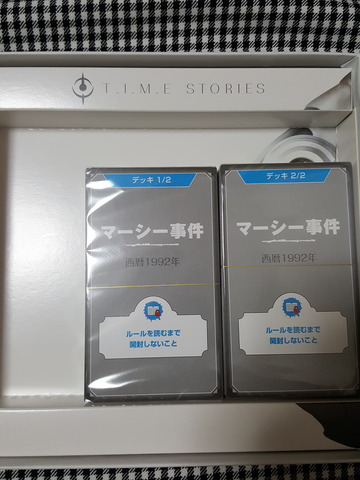 T.I.M.E STORIES
デッキ 1/2
マーシー事件
西暦1992年
ルールを読むまで
開封しないこと
デッキ 2/2
マーシー事件
西暦1992年
ルールを読むまで
開封しないこと